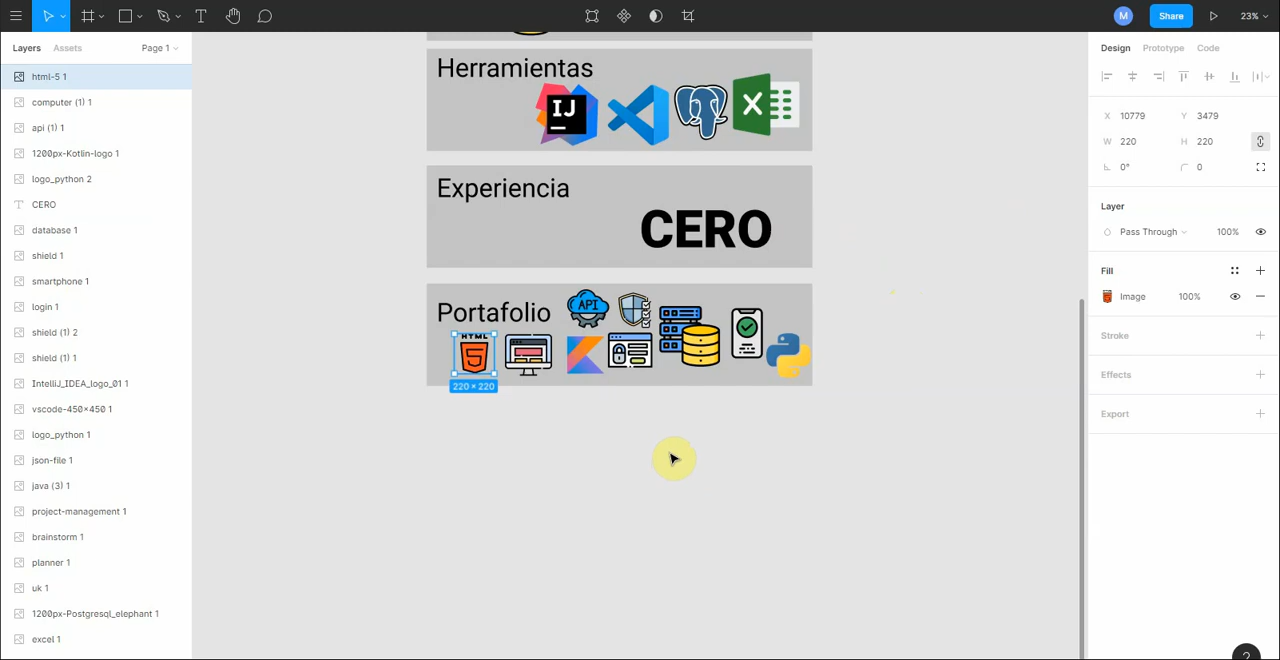 M
Share
23%
Layers
Assets
Page 1
Design
Prototype
Code
html-5 1
computer (1) 1
api (1) 1
1200px-Kotlin-logo 1
logo_python 2
CERO
database 1
shield 1
smartphone 1
login 1
shield (1) 2
shield (1) 1
IntelliJ_IDEA_logo_01 1
vscode-450x450 1
logo_python 1
json-file 1
java (3) 1
project-management 1
brainstorm 1
planner 1
uk 1
1200px-Postgresql_elephant 1
excel 1
Herramientas
IJ
X
Experiencia
CERO
Portafolio
API
HTML
5
220 × 220
X 10779 Y 3479
W 220 H 220
0° 0
Layer
Pass Through 100%
Fill
Image 100%
Stroke
Effects
Export
?